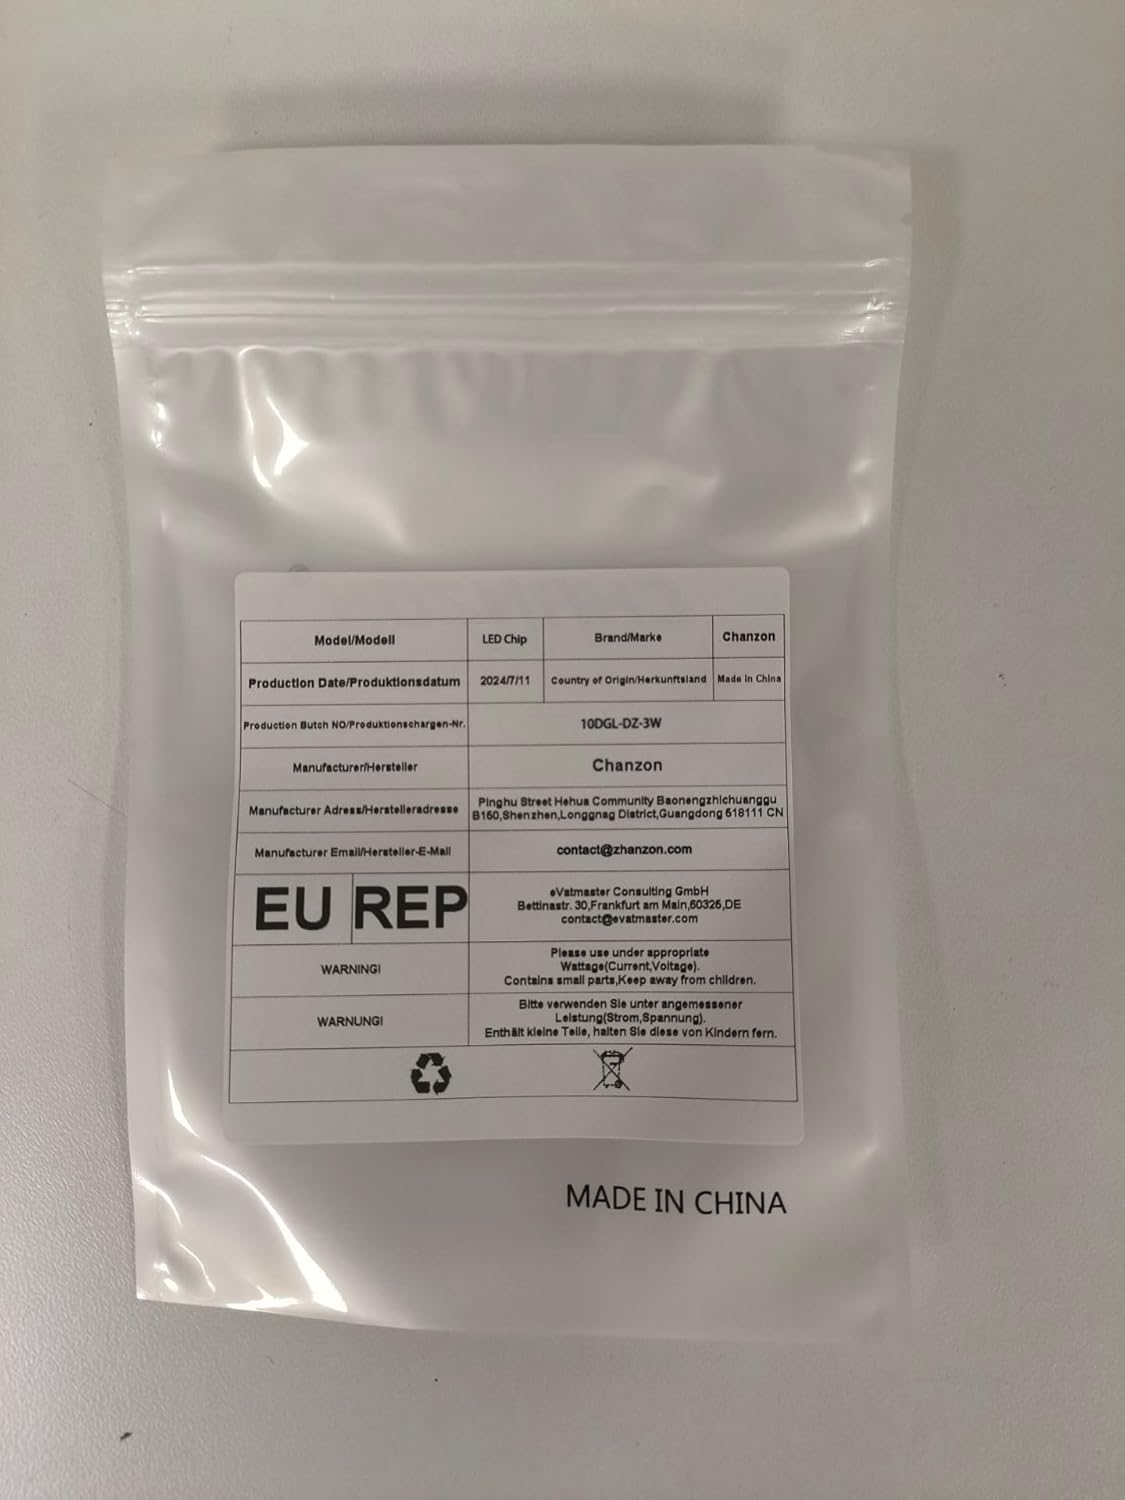 Model/Modell LED Chip Brand/Marke Chanzon
Production Date/Produktionsdatum 2024/7/11 Country of Origin/Herkunftsland Made In China
Production Butch NO/Produktionschargen-Nr. 10DGL-DZ-3W
Manufacturer/Hersteller Chanzon
Manufacturer Adress/Herstelleradresse
Pinghu Street Hehua Community Baonengzhichuanggu
B150,Shenzhen,Longgnag District,Guangdong 518111 CN
Manufacturer Email/Hersteller-E-Mail contact@zhanzon.com
EU REP
eVatmaster Consulting GmbH
Bettinastr. 30,Frankfurt am Main,60325,DE
contact@evatmaster.com
WARNING!
Please use under appropriate
Wattage(Current,Voltage).
Contains small parts,Keep away from children.
WARNUNG!
Bitte verwenden Sie unter angemessener
Leistung(Strom,Spannung).
Enthält kleine Teile, halten Sie diese von Kindern fern.
MADE IN CHINA